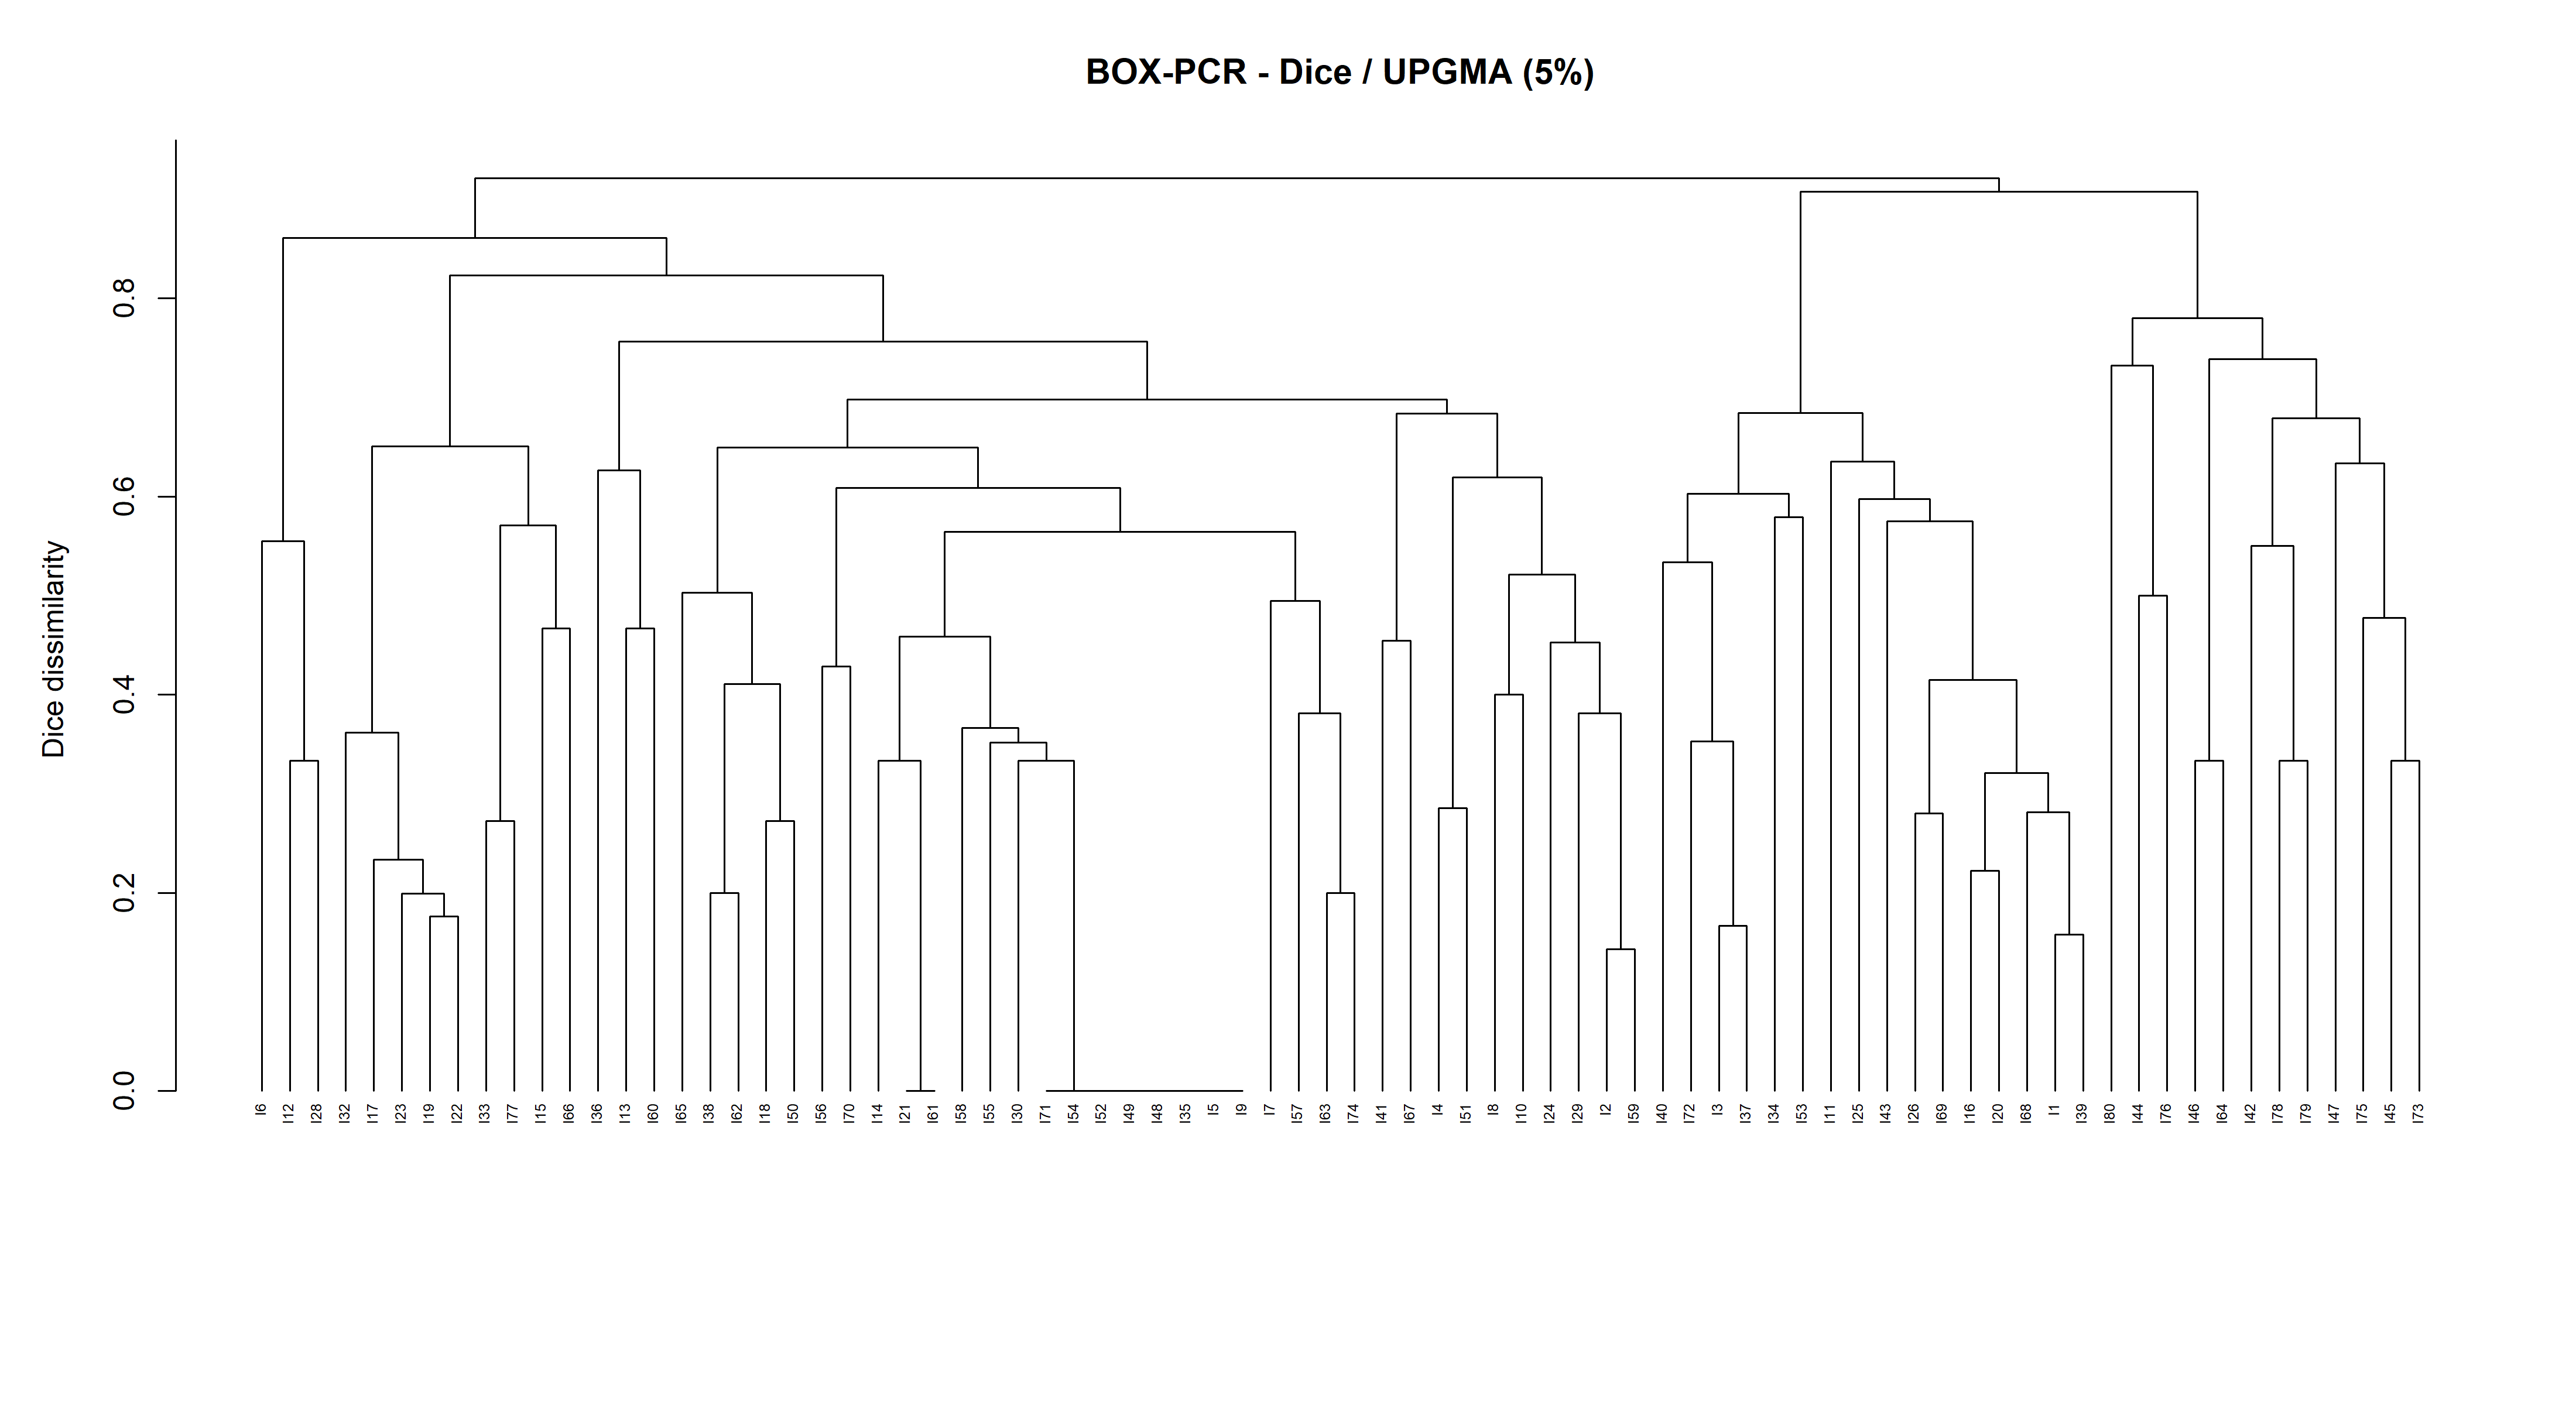 BOX-PCR - Dice / UPGMA (5%)
Dice dissimilarity
0.8
0.6
0.4
0.2
0.0
I6 I12 I28 I32 I17 I23 I19 I22 I33 I77 I15 I66 I36 I13 I60 I65 I38 I62 I18 I50 I56 I70 I14 I21 I61 I58 I55 I30 I71 I54 I52 I49 I48 I35 I5 I9 I7 I57 I63 I74 I41 I67 I4 I51 I8 I10 I24 I29 I2 I59 I40 I72 I3 I37 I34 I53 I11 I25 I43 I26 I69 I16 I20 I68 I1 I39 I80 I44 I76 I46 I64 I42 I78 I79 I47 I75 I45 I73